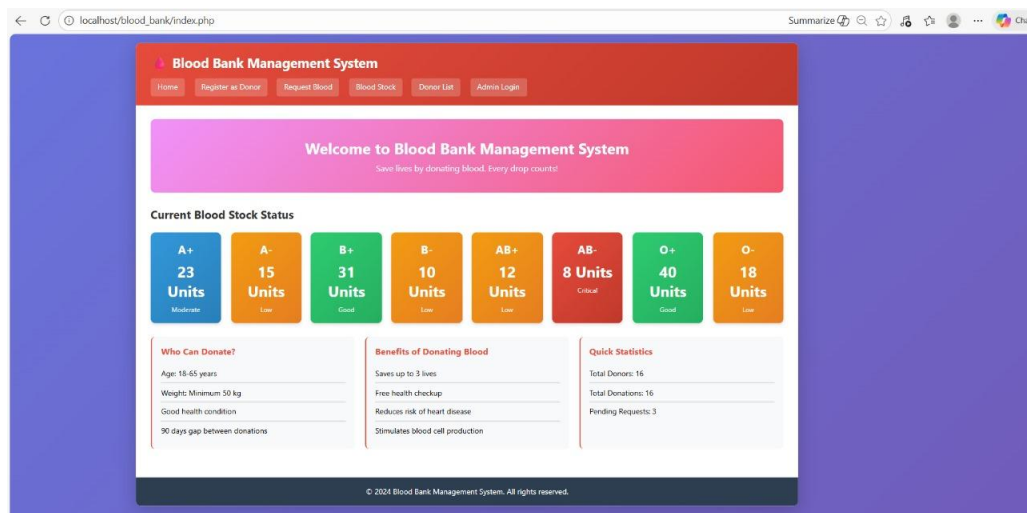 localhost/blood_bank/index.php
Summarize
Blood Bank Management System
Home Register as Donor Request Blood Blood Stock Donor List Admin Login
Welcome to Blood Bank Management System
Save lives by donating blood. Every drop counts!
Current Blood Stock Status
A+
23
Units
Moderate
A-
15
Units
Low
B+
31
Units
Good
B-
10
Units
Low
AB+
12
Units
Low
AB-
8 Units
Critical
O+
40
Units
Good
O-
18
Units
Low
Who Can Donate?
Age: 18-65 years
Weight: Minimum 50 kg
Good health condition
90 days gap between donations
Benefits of Donating Blood
Saves up to 3 lives
Free health checkup
Reduces risk of heart disease
Stimulates blood cell production
Quick Statistics
Total Donors: 16
Total Donations: 16
Pending Requests: 3
© 2024 Blood Bank Management System. All rights reserved.